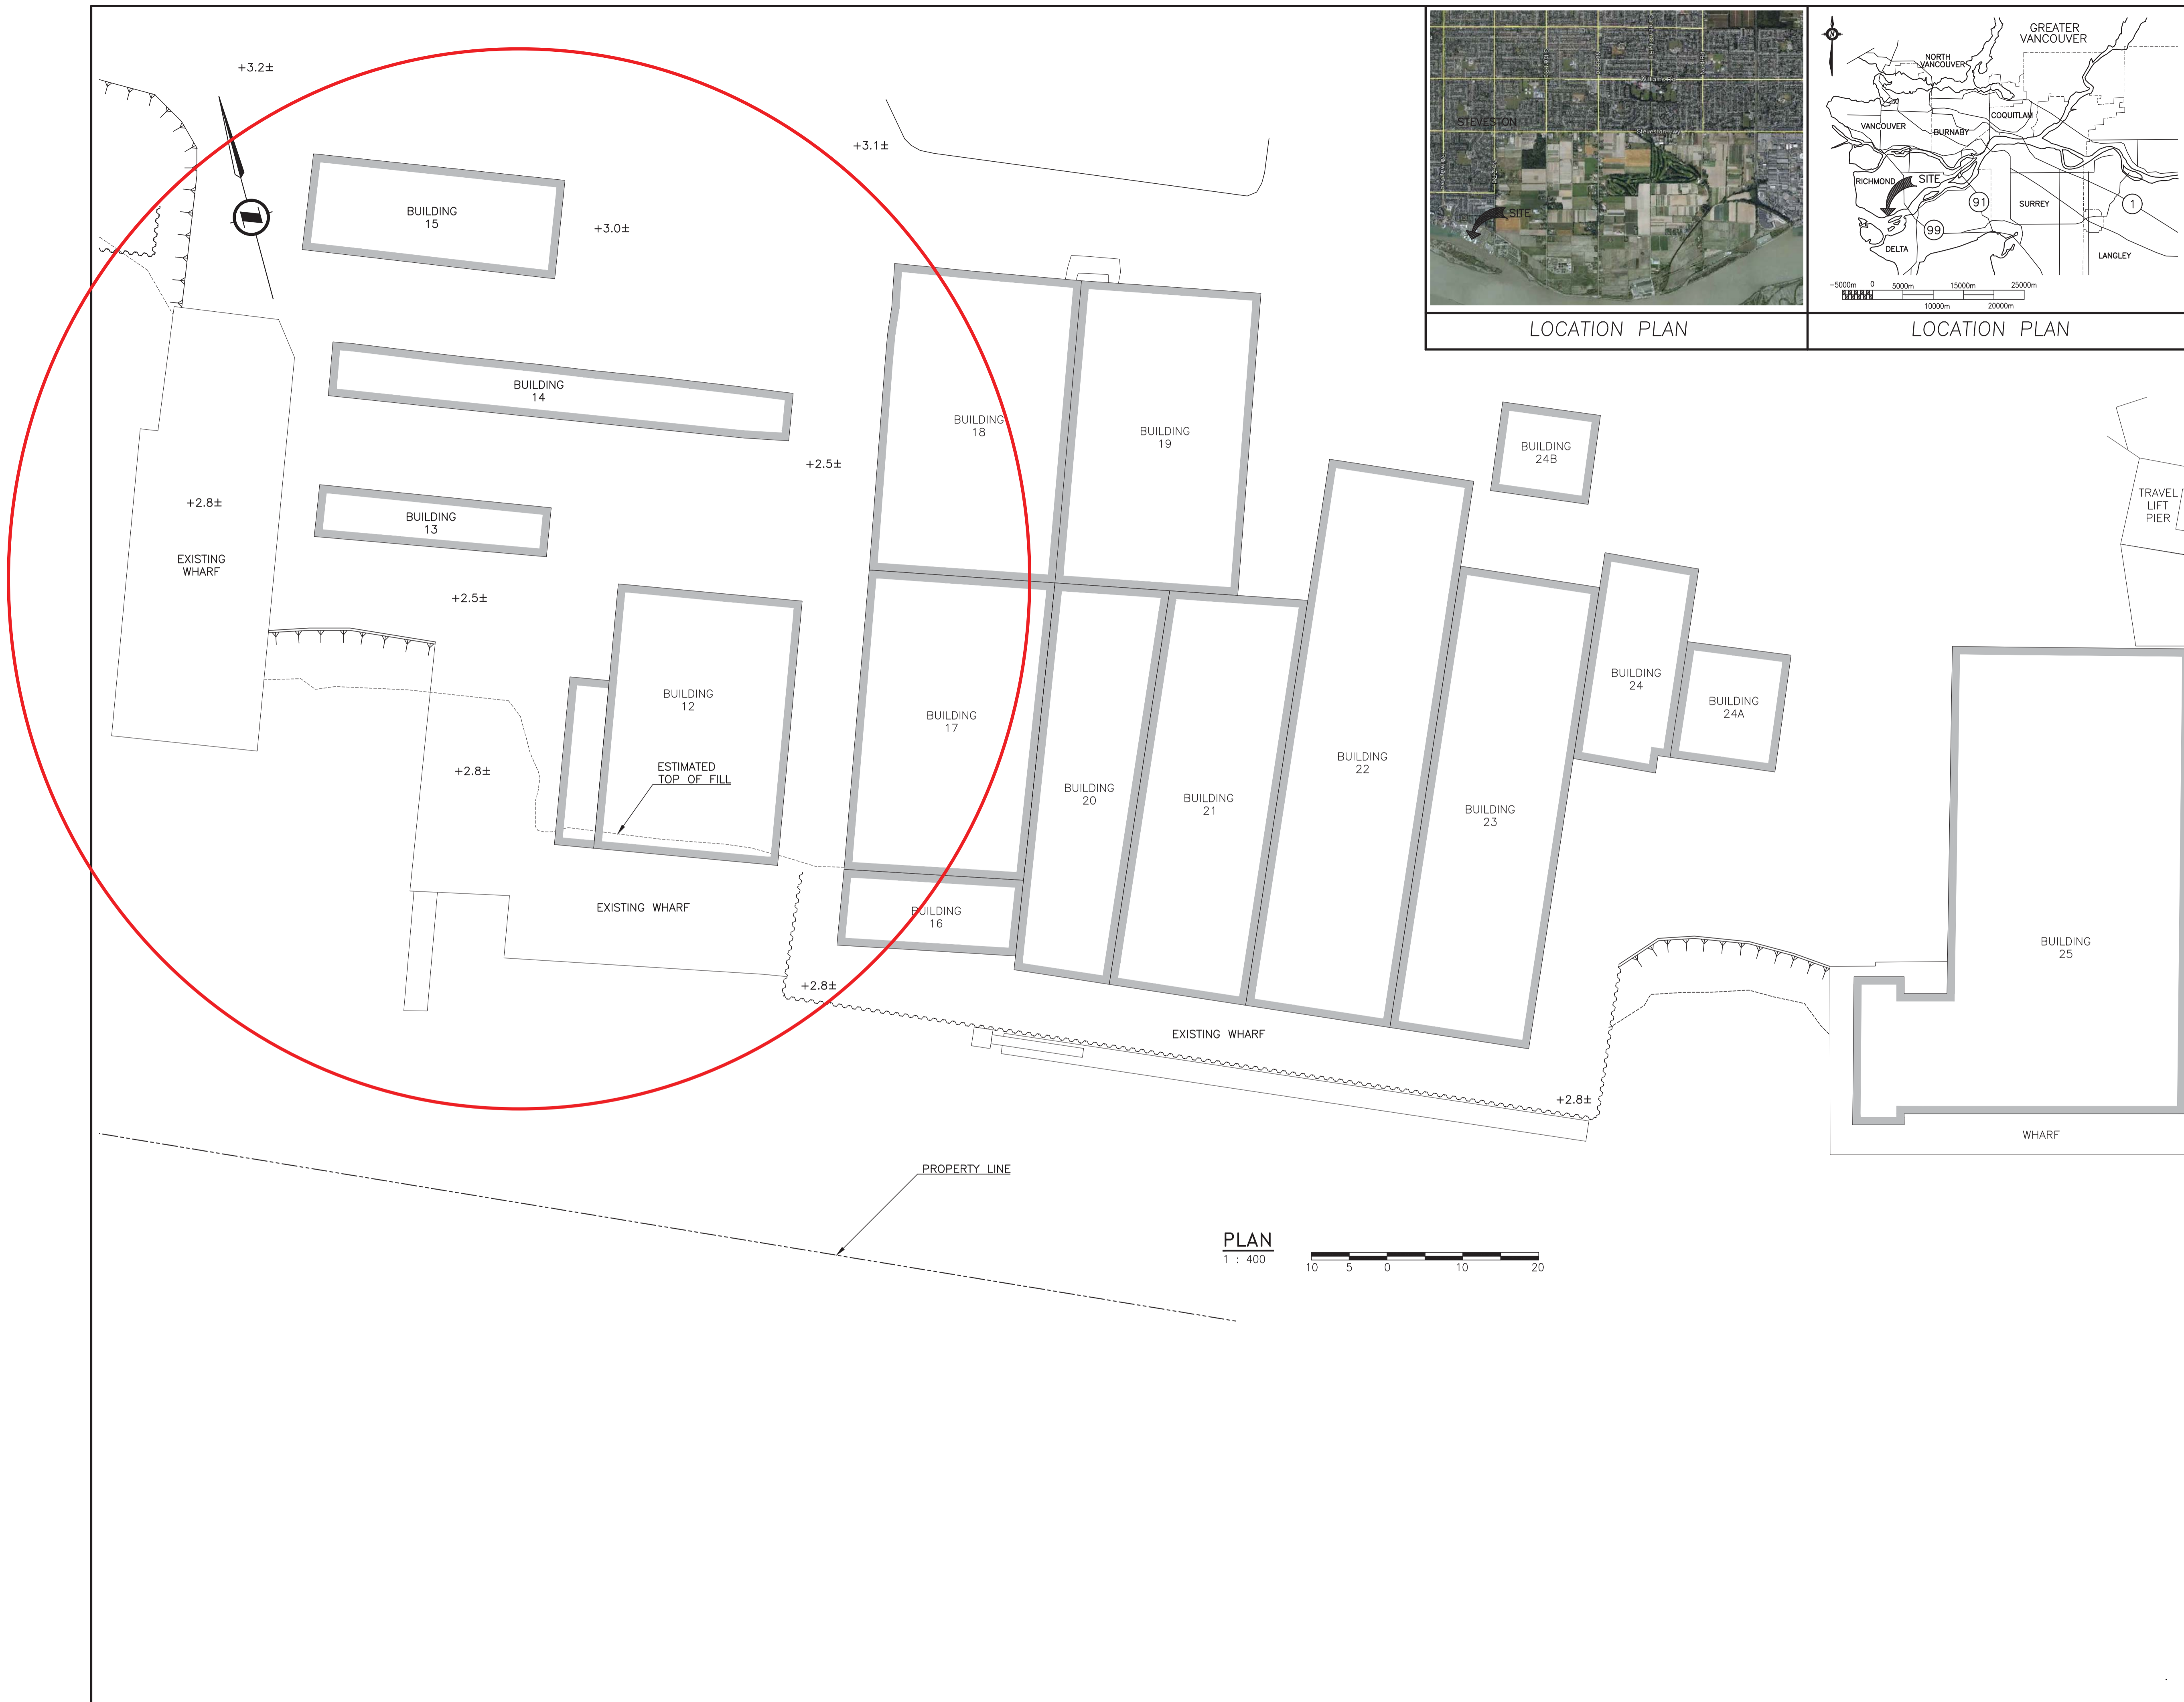 +3.2±
+3.1±
BUILDING
15
+3.0±
BUILDING
14
BUILDING
18
BUILDING
19
+2.5±
+2.8±
EXISTING
WHARF
BUILDING
13
+2.5±
BUILDING
12
ESTIMATED
TOP OF FILL
+2.8±
BUILDING
17
BUILDING
16
EXISTING WHARF
+2.8±
BUILDING
20
BUILDING
21
BUILDING
22
BUILDING
23
BUILDING
24B
BUILDING
24
BUILDING
24A
EXISTING WHARF
+2.8±
TRAVEL
LIFT
PIER
BUILDING
25
WHARF
PROPERTY LINE
PLAN
1 : 400
10 5 0 10 20
STEVESTON
SITE
LOCATION PLAN
GREATER
VANCOUVER
NORTH
VANCOUVER
VANCOUVER
BURNABY
COQUITLAM
RICHMOND
SITE
91
1
SURREY
99
DELTA
LANGLEY
-5000m 0 5000m 15000m 25000m
10000m 20000m
LOCATION PLAN